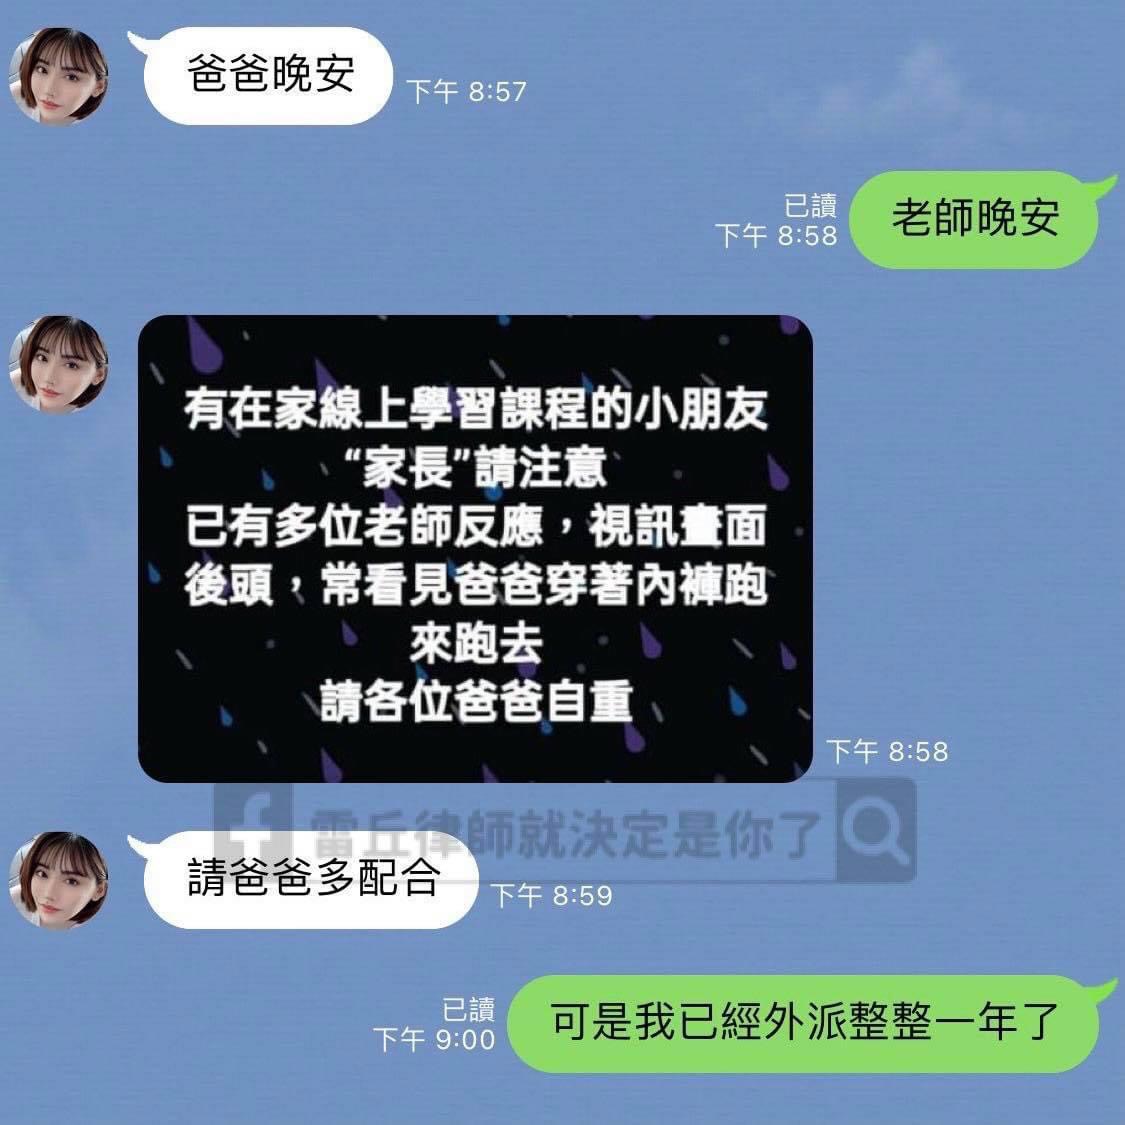 爸爸晚安
下午 8:57
已讀
下午 8:58
老師晚安
有在家線上學習課程的小朋友
“家長”請注意
已有多位老師反應，視訊畫面
後頭，常看見爸爸穿著內褲跑
來跑去
請各位爸爸自重
下午 8:58
雷丘律師就決定是你了
請爸爸多配合
下午 8:59
已讀
下午 9:00
可是我已經外派整整一年了